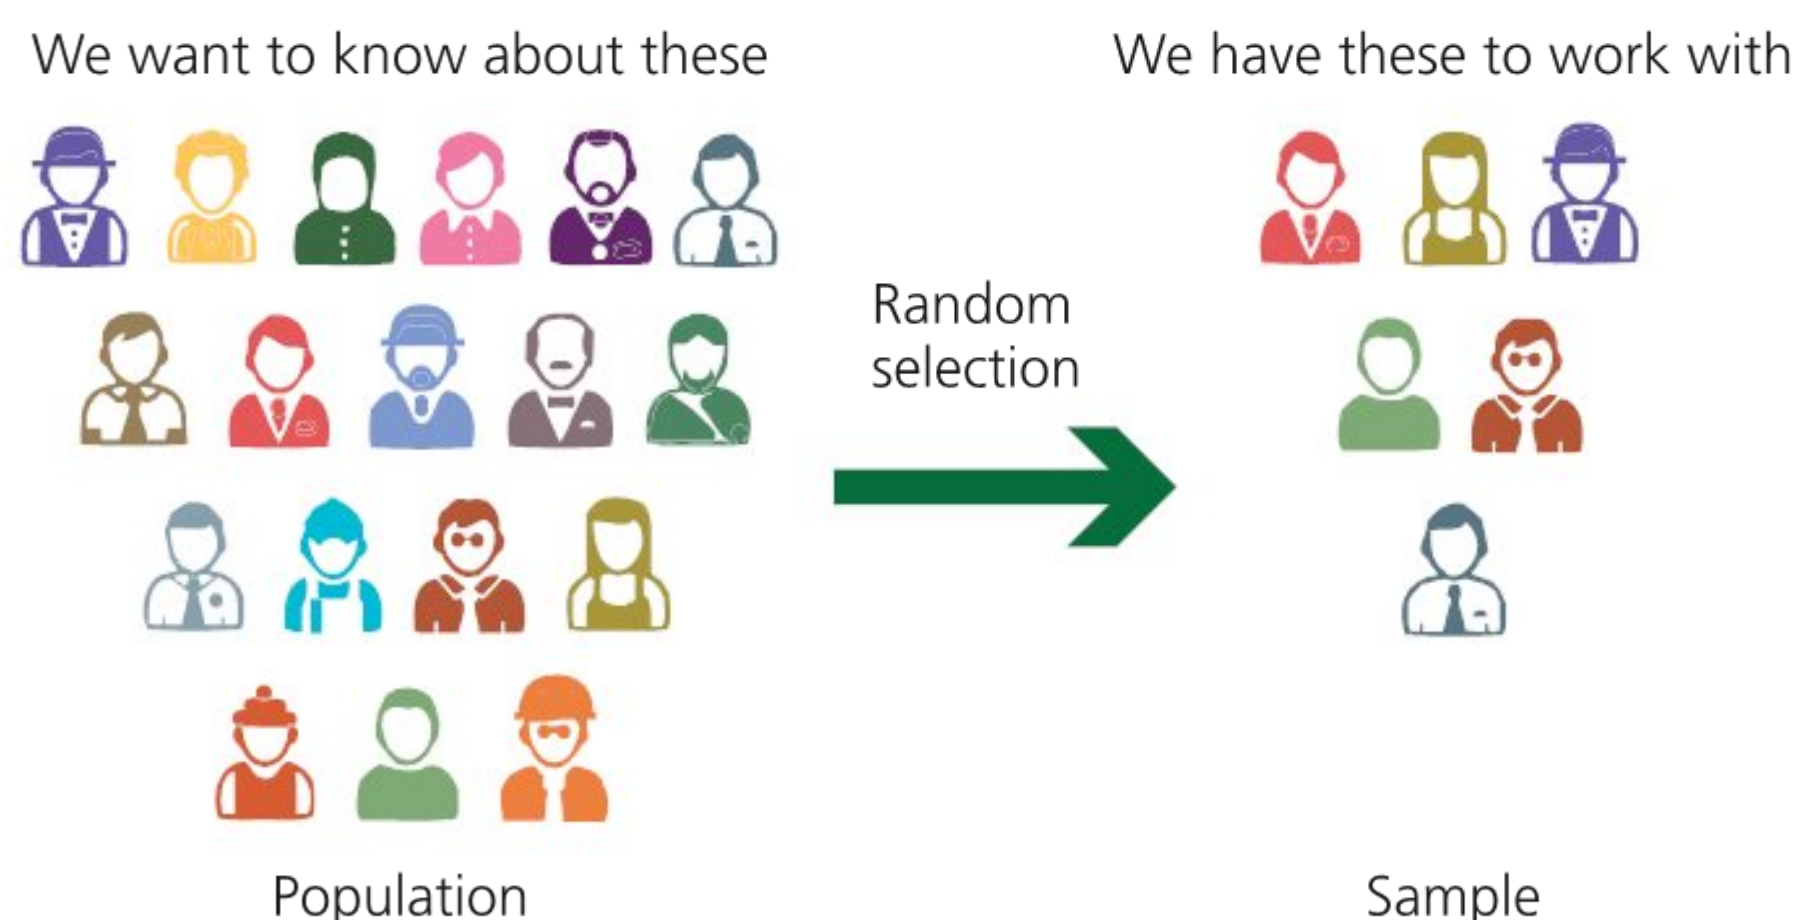 We want to know about these
We have these to work with
Random
selection
Population
Sample